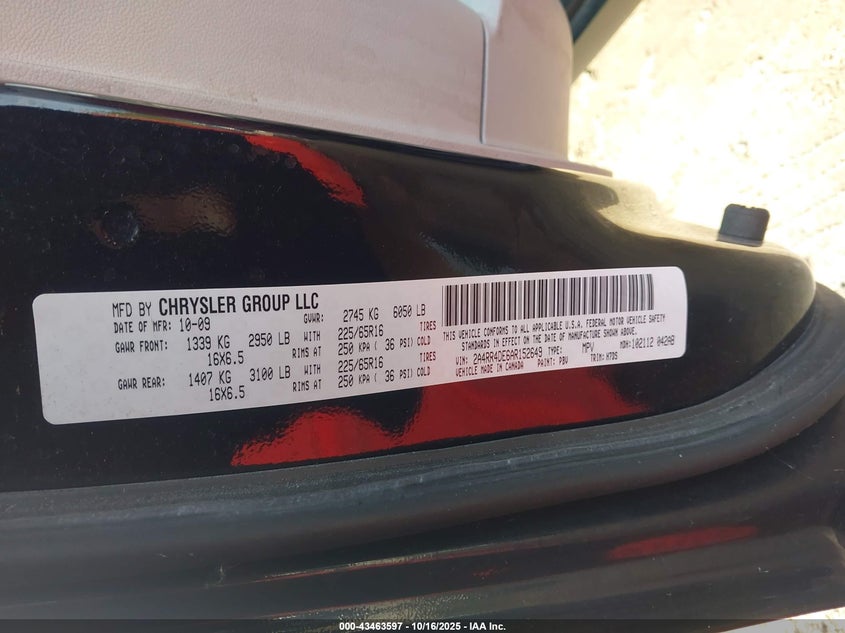 MFD BY CHRYSLER GROUP LLC
DATE OF MFR: 10-09 GVWR: 2745 KG 6050 LB
GAWR FRONT: 1339 KG 2950 LB WITH 225/65R16 TIRES
16X6.5 RIMS AT 250 KPA ( 36 PSI) COLD
GAWR REAR: 1407 KG 3100 LB WITH 225/65R16 TIRES
16X6.5 RIMS AT 250 KPA ( 36 PSI) COLD
THIS VEHICLE CONFORMS TO ALL APPLICABLE U.S.A. FEDERAL MOTOR VEHICLE SAFETY
STANDARDS IN EFFECT ON THE DATE OF MANUFACTURE SHOWN ABOVE.
MDH: 102112 042AB
VIN: 2A4RR4DE6AR152649 TYPE: MPV
VEHICLE MADE IN CANADA PAINT: PBV TRIM: H7DS
000-43463597 - 10/16/2025 - IAA Inc.